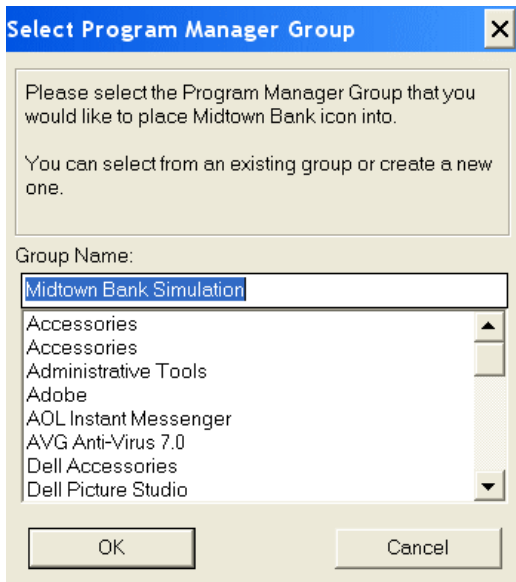 Select Program Manager Group
Please select the Program Manager Group that you
would like to place Midtown Bank icon into.
You can select from an existing group or create a new
one.
Group Name:
Midtown Bank Simulation
Accessories
Accessories
Administrative Tools
Adobe
AOL Instant Messenger
AVG Anti-Virus 7.0
Dell Accessories
Dell Picture Studio
OK Cancel